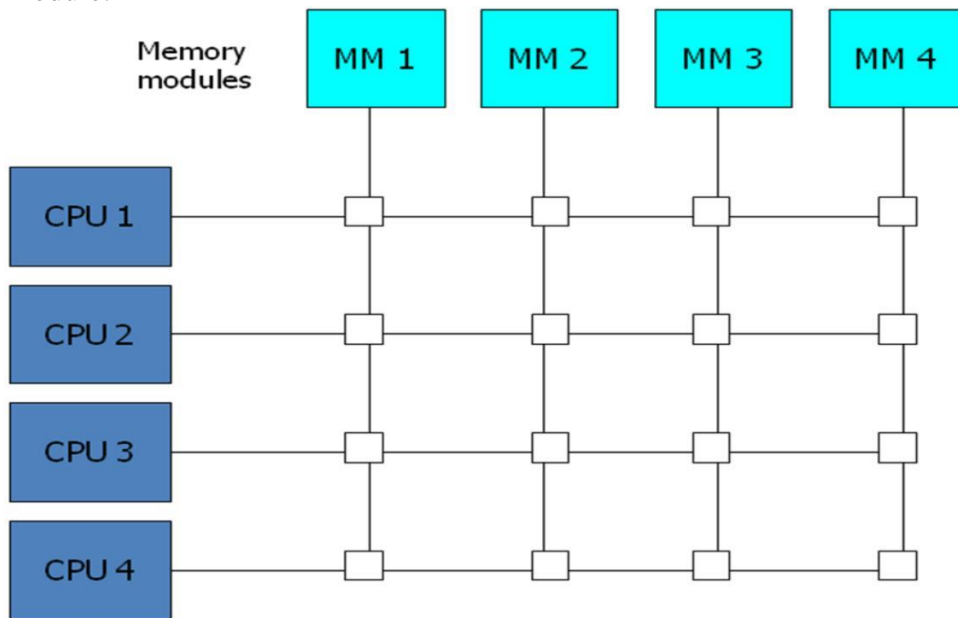 Memory
modules
MM 1
MM 2
MM 3
MM 4
CPU 1
CPU 2
CPU 3
CPU 4